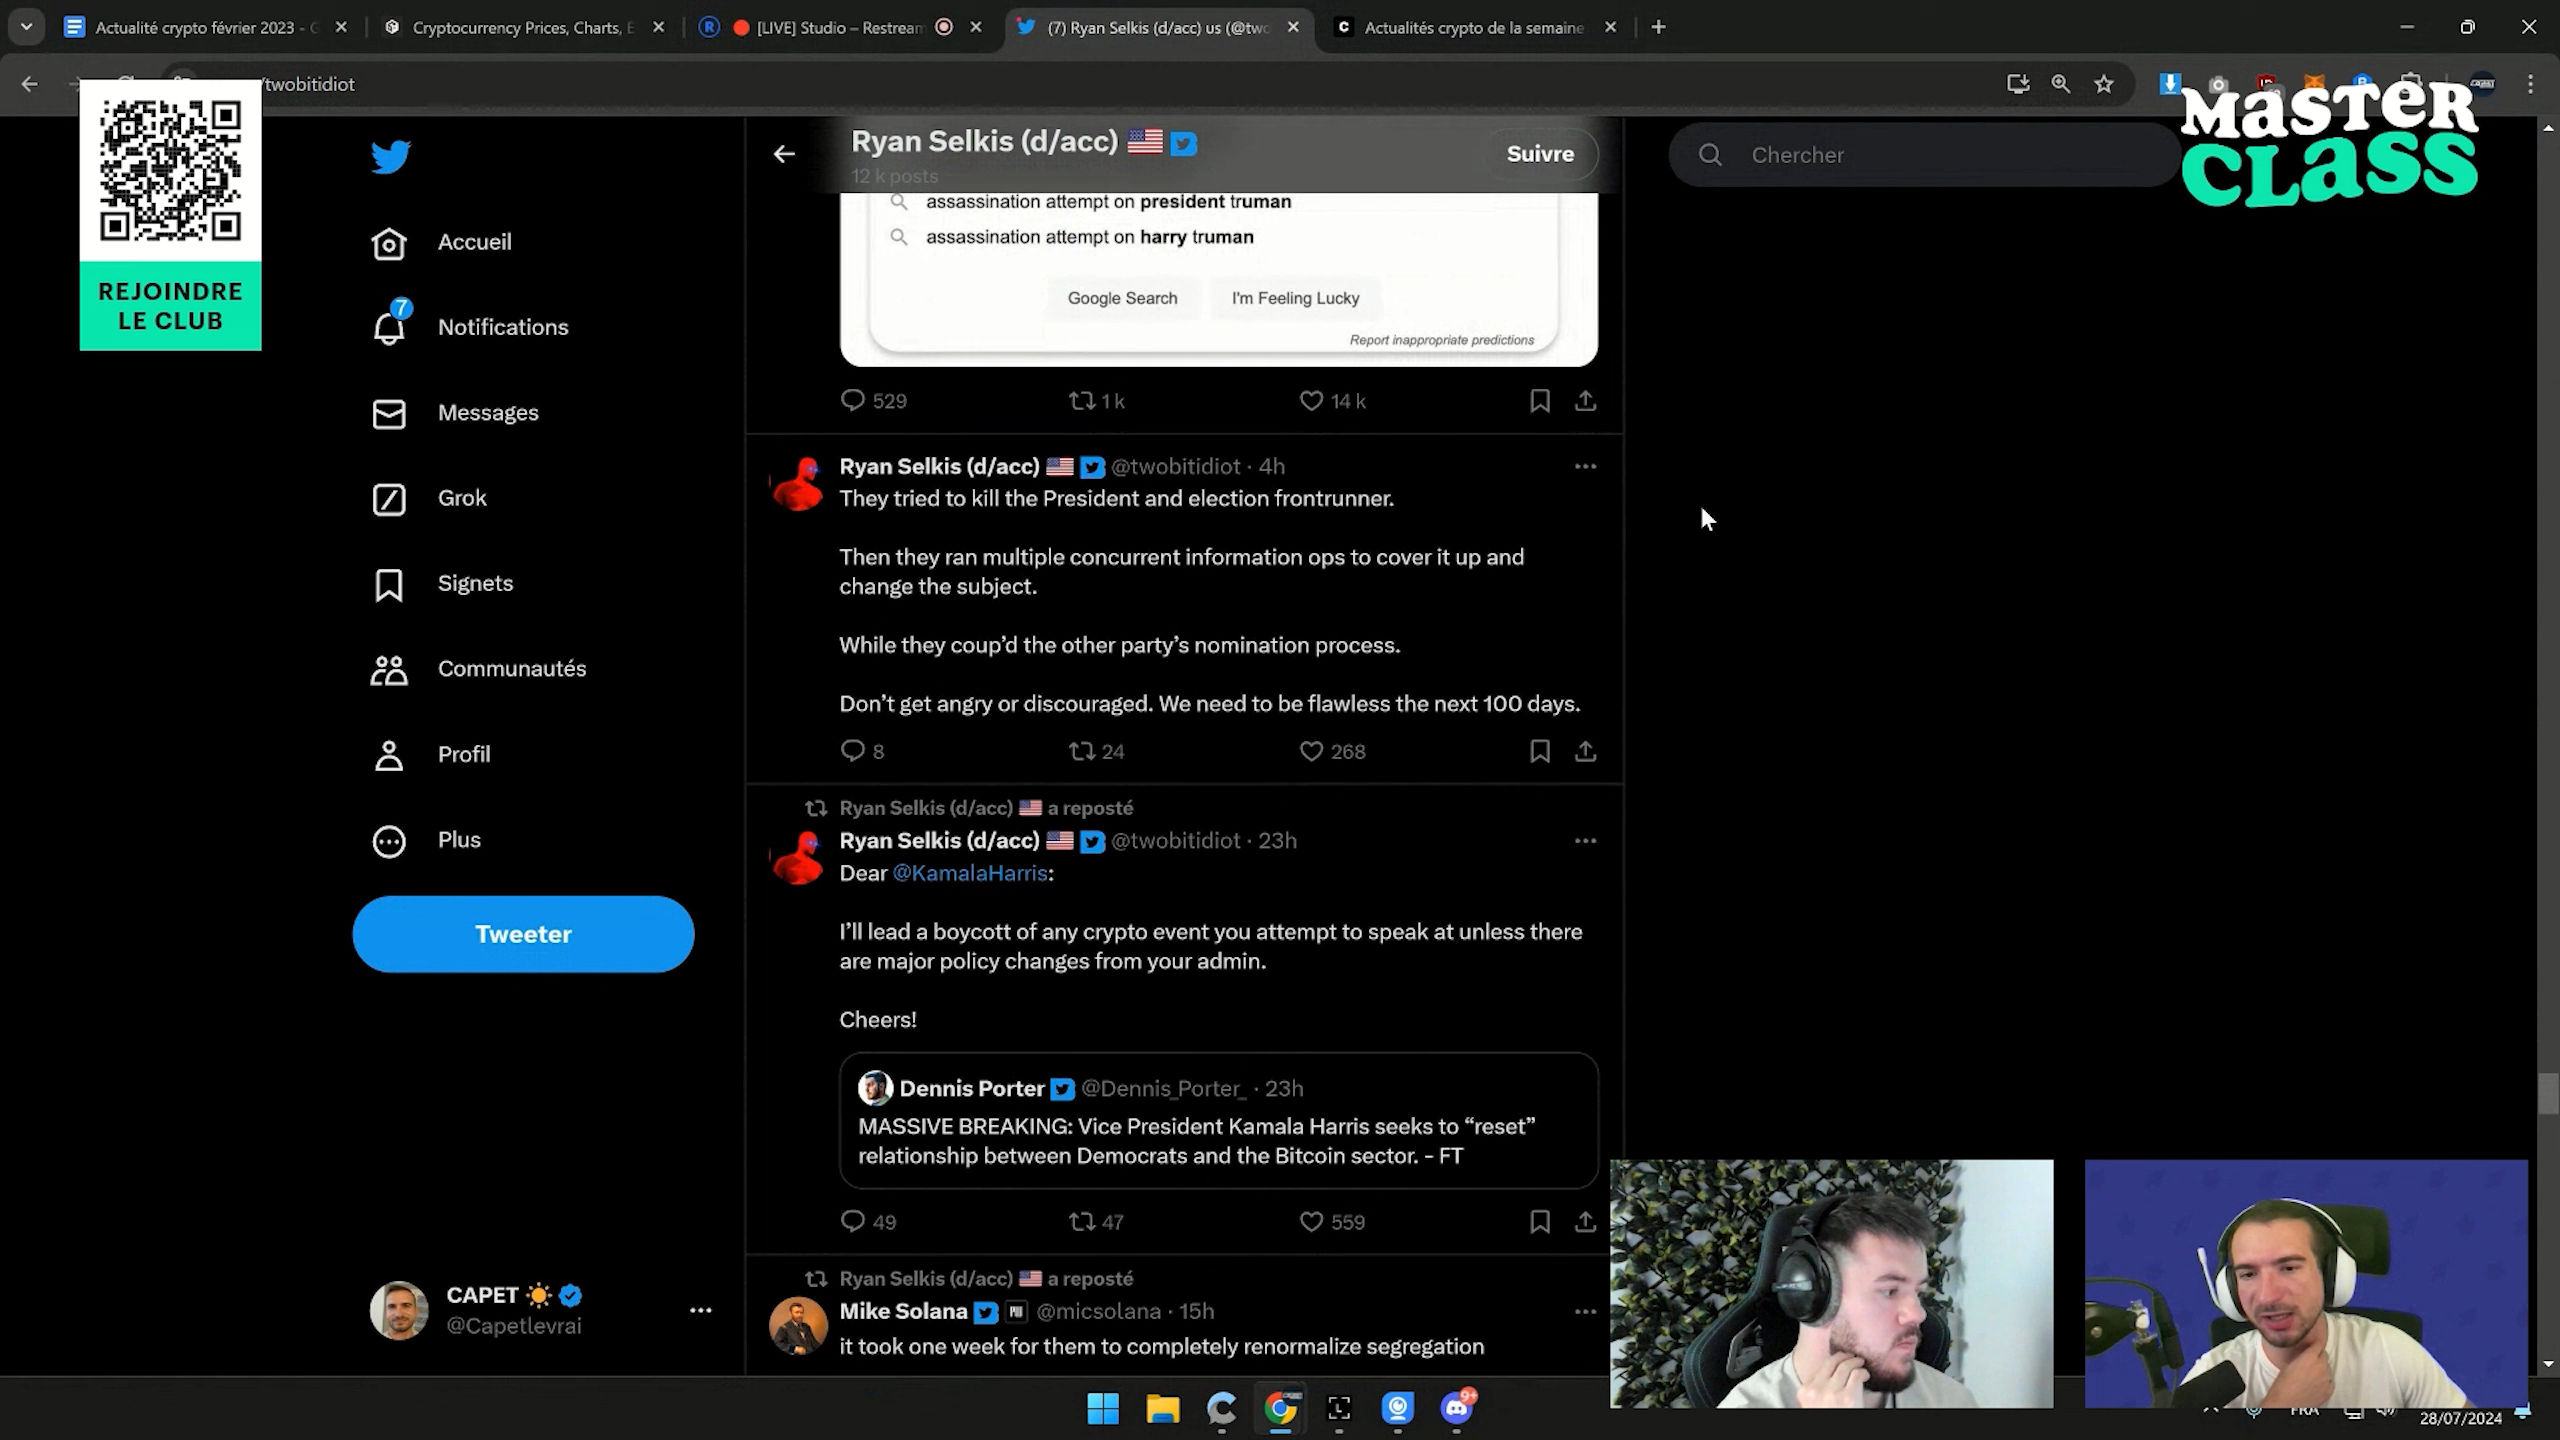 Actualité crypto février 2023 - G
Cryptocurrency Prices, Charts, E
[LIVE] Studio – Restream
(7) Ryan Selkis (d/acc) us (@two
Actualités crypto de la semaine
/twobitidiot
MASTER
CLASS
REJOINDRE
LE CLUB
Accueil
7
Notifications
Messages
Grok
Signets
Communautés
Profil
Plus
Tweeter
CAPET
@Capetlevrai
Ryan Selkis (d/acc)
12 k posts
Suivre
Chercher
assassination attempt on president truman
assassination attempt on harry truman
Google Search
I'm Feeling Lucky
Report inappropriate predictions
529 1 k 14 k
Ryan Selkis (d/acc) @twobitidiot · 4h
They tried to kill the President and election frontrunner.
Then they ran multiple concurrent information ops to cover it up and
change the subject.
While they coup’d the other party’s nomination process.
Don’t get angry or discouraged. We need to be flawless the next 100 days.
8 24 268
Ryan Selkis (d/acc) a reposté
Ryan Selkis (d/acc) @twobitidiot · 23h
Dear @KamalaHarris:
I’ll lead a boycott of any crypto event you attempt to speak at unless there
are major policy changes from your admin.
Cheers!
Dennis Porter @Dennis_Porter_ · 23h
MASSIVE BREAKING: Vice President Kamala Harris seeks to “reset”
relationship between Democrats and the Bitcoin sector. - FT
49 47 559
Ryan Selkis (d/acc) a reposté
Mike Solana @micsolana · 15h
it took one week for them to completely renormalize segregation
9+
FRA
28/07/2024